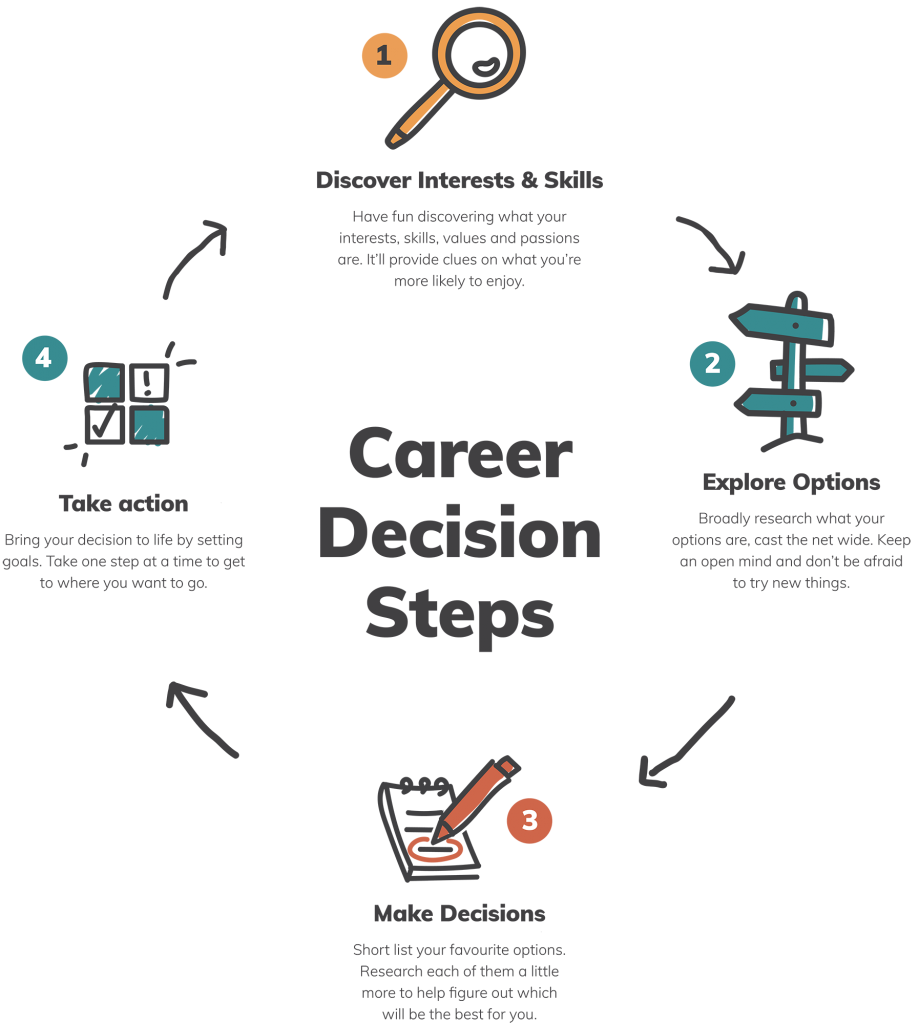 1
Discover Interests & Skills
Have fun discovering what your
interests, skills, values and passions
are. It’ll provide clues on what you’re
more likely to enjoy.
2
Explore Options
Broadly research what your
options are, cast the net wide. Keep
an open mind and don’t be afraid
to try new things.
3
Make Decisions
Short list your favourite options.
Research each of them a little
more to help figure out which
will be the best for you.
4
!
Take action
Bring your decision to life by setting
goals. Take one step at a time to get
to where you want to go.
Career
Decision
Steps